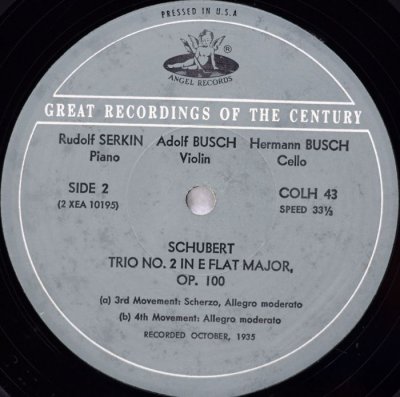 PRESSED IN U.S.A
®
ANGEL RECORDS
GREAT RECORDINGS OF THE CENTURY
Rudolf SERKIN Adolf BUSCH Hermann BUSCH
Piano Violin Cello
SIDE 2 COLH 43
(2 XEA 10195) SPEED 33⅓
SCHUBERT
TRIO NO. 2 IN E FLAT MAJOR,
OP. 100
(a) 3rd Movement: Scherzo, Allegro moderato
(b) 4th Movement: Allegro moderato
RECORDED OCTOBER, 1935